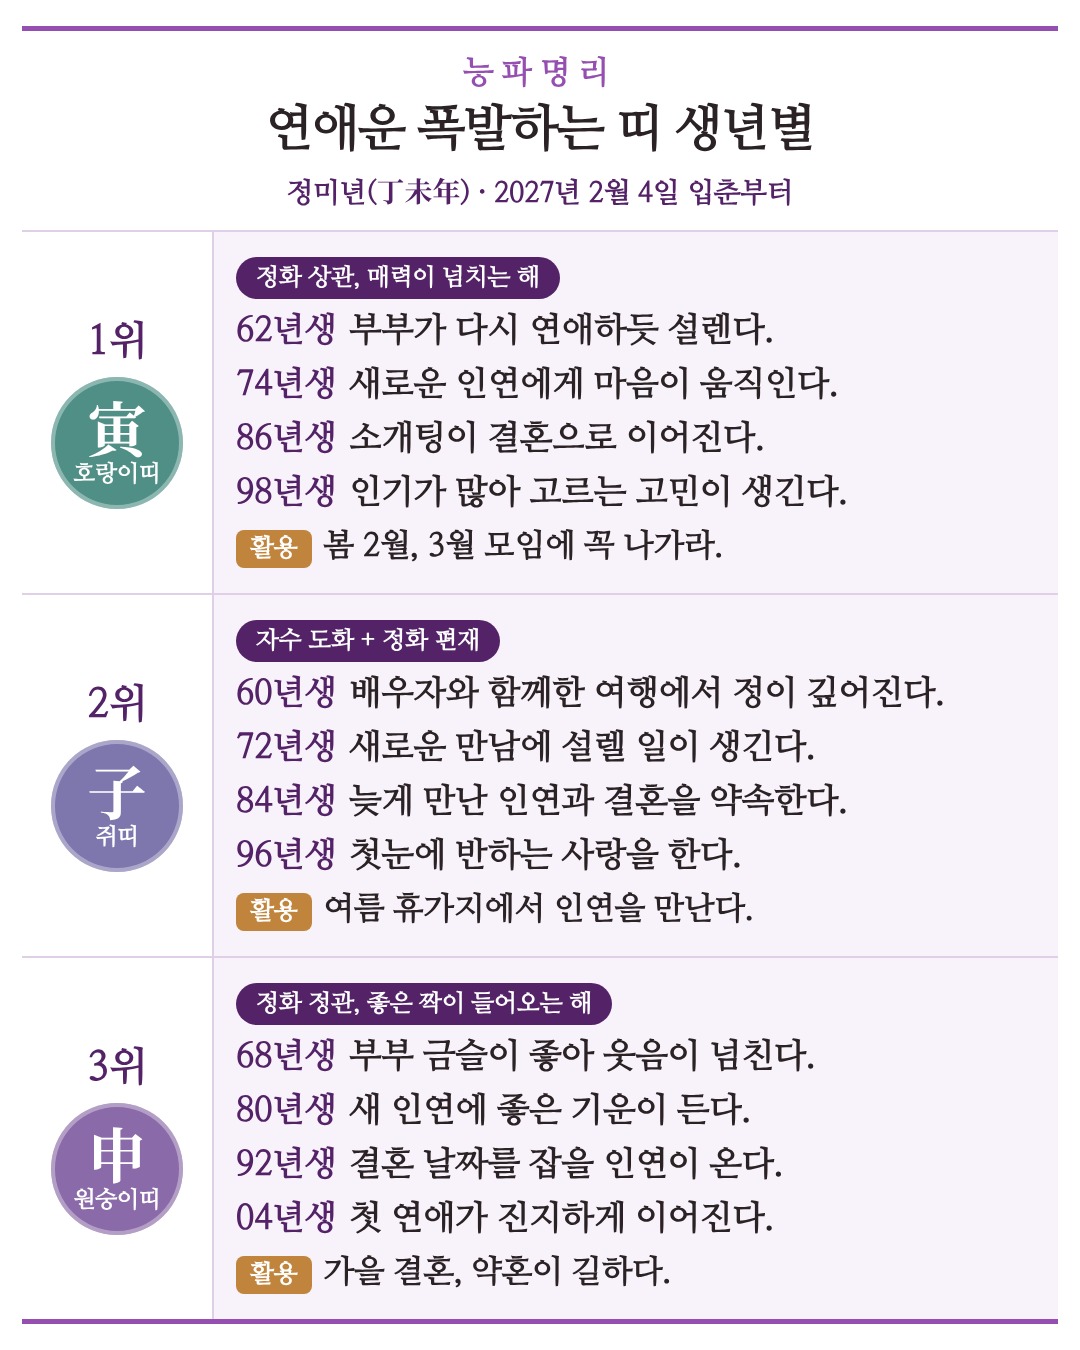 능파명리
연애운 폭발하는 띠 생년별
정미년(丁未年) · 2027년 2월 4일 입춘부터
1위
寅
호랑이띠
정화 상관, 매력이 넘치는 해
62년생 부부가 다시 연애하듯 설렌다.
74년생 새로운 인연에게 마음이 움직인다.
86년생 소개팅이 결혼으로 이어진다.
98년생 인기가 많아 고르는 고민이 생긴다.
활용 봄 2월, 3월 모임에 꼭 나가라.
2위
子
쥐띠
자수 도화 + 정화 편재
60년생 배우자와 함께한 여행에서 정이 깊어진다.
72년생 새로운 만남에 설렐 일이 생긴다.
84년생 늦게 만난 인연과 결혼을 약속한다.
96년생 첫눈에 반하는 사랑을 한다.
활용 여름 휴가지에서 인연을 만난다.
3위
申
원숭이띠
정화 정관, 좋은 짝이 들어오는 해
68년생 부부 금슬이 좋아 웃음이 넘친다.
80년생 새 인연에 좋은 기운이 든다.
92년생 결혼 날짜를 잡을 인연이 온다.
04년생 첫 연애가 진지하게 이어진다.
활용 가을 결혼, 약혼이 길하다.